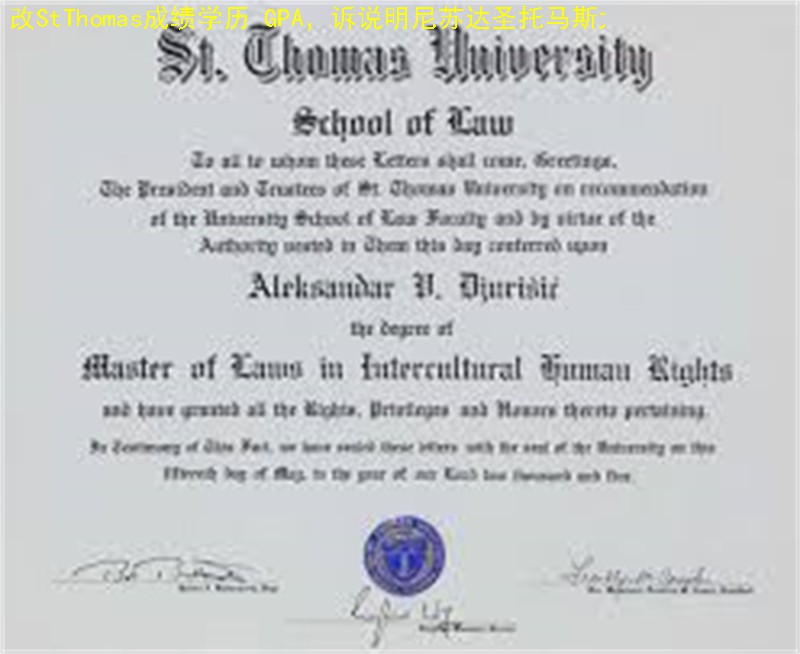 改StThomas成绩学历 GPA, 诉说明尼苏达圣托马斯;
St. Thomas University
School of Law
To all to whom these Letters shall come, Greetings,
The President and Trustees of St. Thomas University on recommendation
of the University School of Law Faculty and by virtue of the
Authority vested in Them this day conferred upon
Aleksandar V. Djurišić
the degree of
Master of Laws in Intercultural Human Rights
and have granted all the Rights, Privileges and Honors thereto pertaining.
In Testimony of This Fact, we have sealed these letters with the seal of the University on this
fifteenth day of May, in the year of our Lord two thousand and five.